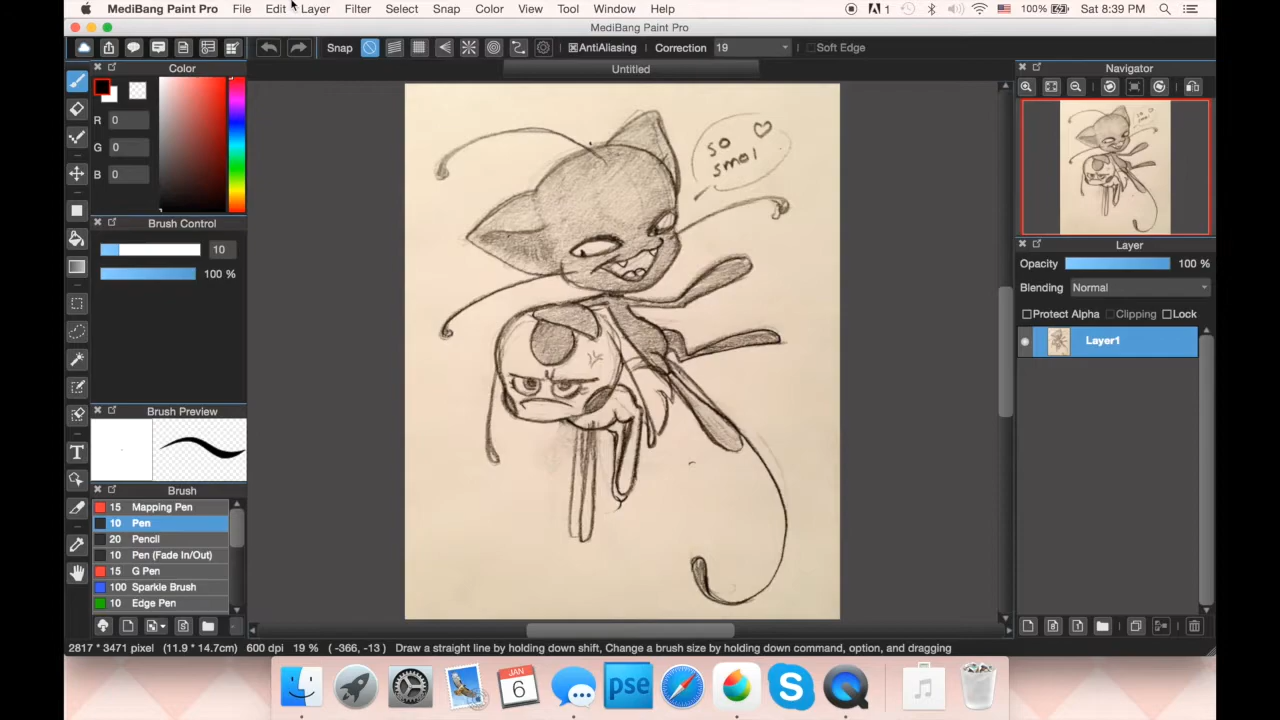 MediBang Paint Pro File Edit Layer Filter Select Snap Color View Tool Window Help 1 100% Sat 8:39 PM
MediBang Paint Pro
Snap AntiAliasing Correction 19 Soft Edge
Color
Untitled
Navigator
R 0
G 0
B 0
so
smol
Brush Control
10
100 %
Layer
Opacity 100 %
Blending Normal
Protect Alpha Clipping Lock
Layer1
Brush Preview
Brush
15 Mapping Pen
10 Pen
20 Pencil
10 Pen (Fade In/Out)
15 G Pen
100 Sparkle Brush
10 Edge Pen
2817 * 3471 pixel (11.9 * 14.7cm) 600 dpi 19 % (-366, -13) Draw a straight line by holding down shift, Change a brush size by holding down command, option, and dragging
JAN
6
pse
S